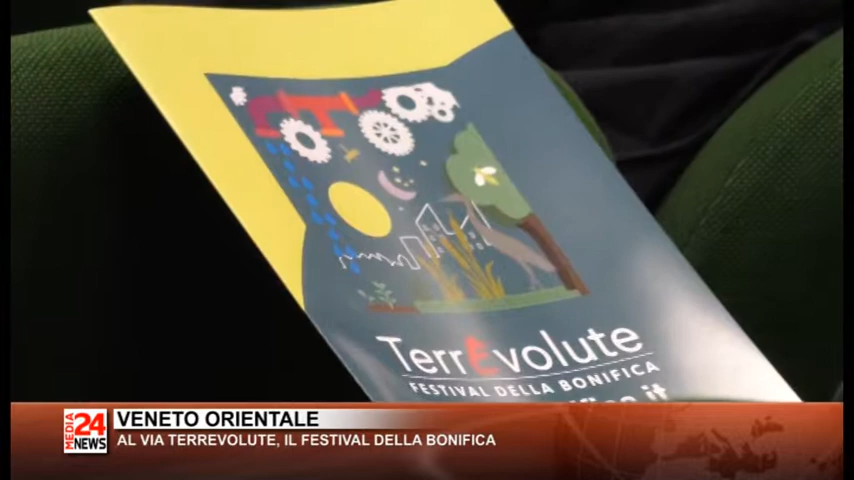 TerrEvolute
FESTIVAL DELLA BONIFICA
MEDIA
24
NEWS
VENETO ORIENTALE
AL VIA TERREVOLUTE, IL FESTIVAL DELLA BONIFICA